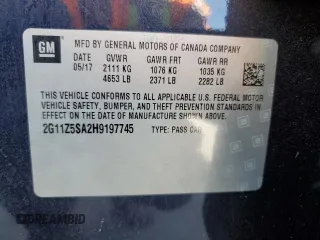 GM
MFD BY GENERAL MOTORS OF CANADA COMPANY
DATE GVWR GAWR FRT GAWR RR
05/17 2111 KG 1076 KG 1035 KG
4653 LB 2371 LB 2282 LB
THIS VEHICLE CONFORMS TO ALL APPLICABLE U.S. FEDERAL MOTOR
VEHICLE SAFETY, BUMPER, AND THEFT PREVENTION STANDARDS
IN EFFECT ON THE DATE OF MANUFACTURE SHOWN ABOVE.
2G11Z5SA2H9197745 TYPE: PASS CAR